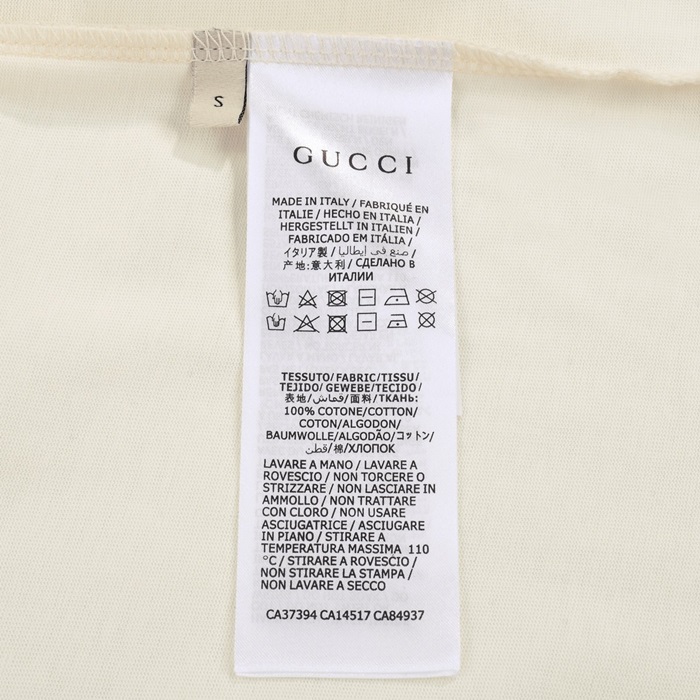 S
GUCCI
MADE IN ITALY / FABRIQUÉ EN
ITALIE / HECHO EN ITALIA /
HERGESTELLT IN ITALIEN /
FABRICADO EM ITÁLIA /
イタリア製 / صنع في إيطاليا /
产地:意大利 / СДЕЛАНО В
ИТАЛИИ
TESSUTO/FABRIC/TISSU/
TEJIDO/GEWEBE/TECIDO/
表地/قماش/面料/ТКАНЬ:
100% COTONE/COTTON/
COTON/ALGODON/
BAUMWOLLE/ALGODÃO/コットン/
قطن/棉/ХЛОПОК
LAVARE A MANO / LAVARE A
ROVESCIO / NON TORCERE O
STRIZZARE / NON LASCIARE IN
AMMOLLO / NON TRATTARE
CON CLORO / NON USARE
ASCIUGATRICE / ASCIUGARE
IN PIANO / STIRARE A
TEMPERATURA MASSIMA 110
°C / STIRARE A ROVESCIO /
NON STIRARE LA STAMPA /
NON LAVARE A SECCO
CA37394 CA14517 CA84937